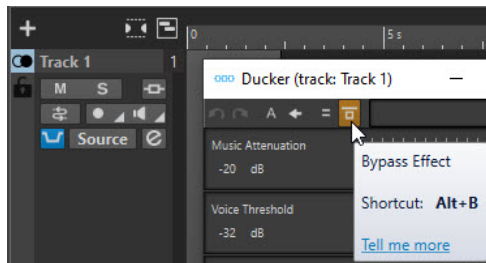 0
5 s
Track 1 1
M S
Source e
Ducker (track: Track 1)
A =
Music Attenuation
-20 dB
Voice Threshold
-32 dB
Bypass Effect
Shortcut: Alt+B
Tell me more